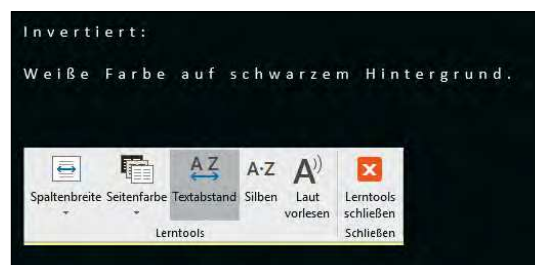 Invertiert:
Weiße Farbe auf schwarzem Hintergrund.
A Z A·Z A
Spaltenbreite Seitenfarbe Textabstand Silben Laut Lerntools
vorlesen schließen
Lerntools Schließen